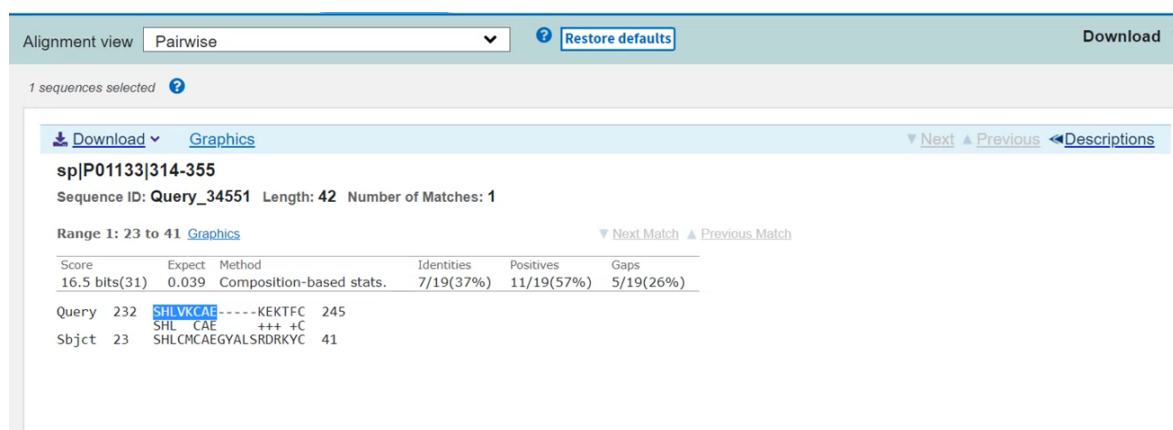 Alignment view Pairwise ? Restore defaults Download
1 sequences selected ?
Download Graphics Next Previous Descriptions
sp|P01133|314-355
Sequence ID: Query_34551 Length: 42 Number of Matches: 1
Range 1: 23 to 41 Graphics Next Match Previous Match
Score Expect Method Identities Positives Gaps
16.5 bits(31) 0.039 Composition-based stats. 7/19(37%) 11/19(57%) 5/19(26%)
Query 232 SHLVKCAE-----KEKTFC 245
SHL CAE +++ +C
Sbjct 23 SHLCMCAEGYALSRDRKYC 41